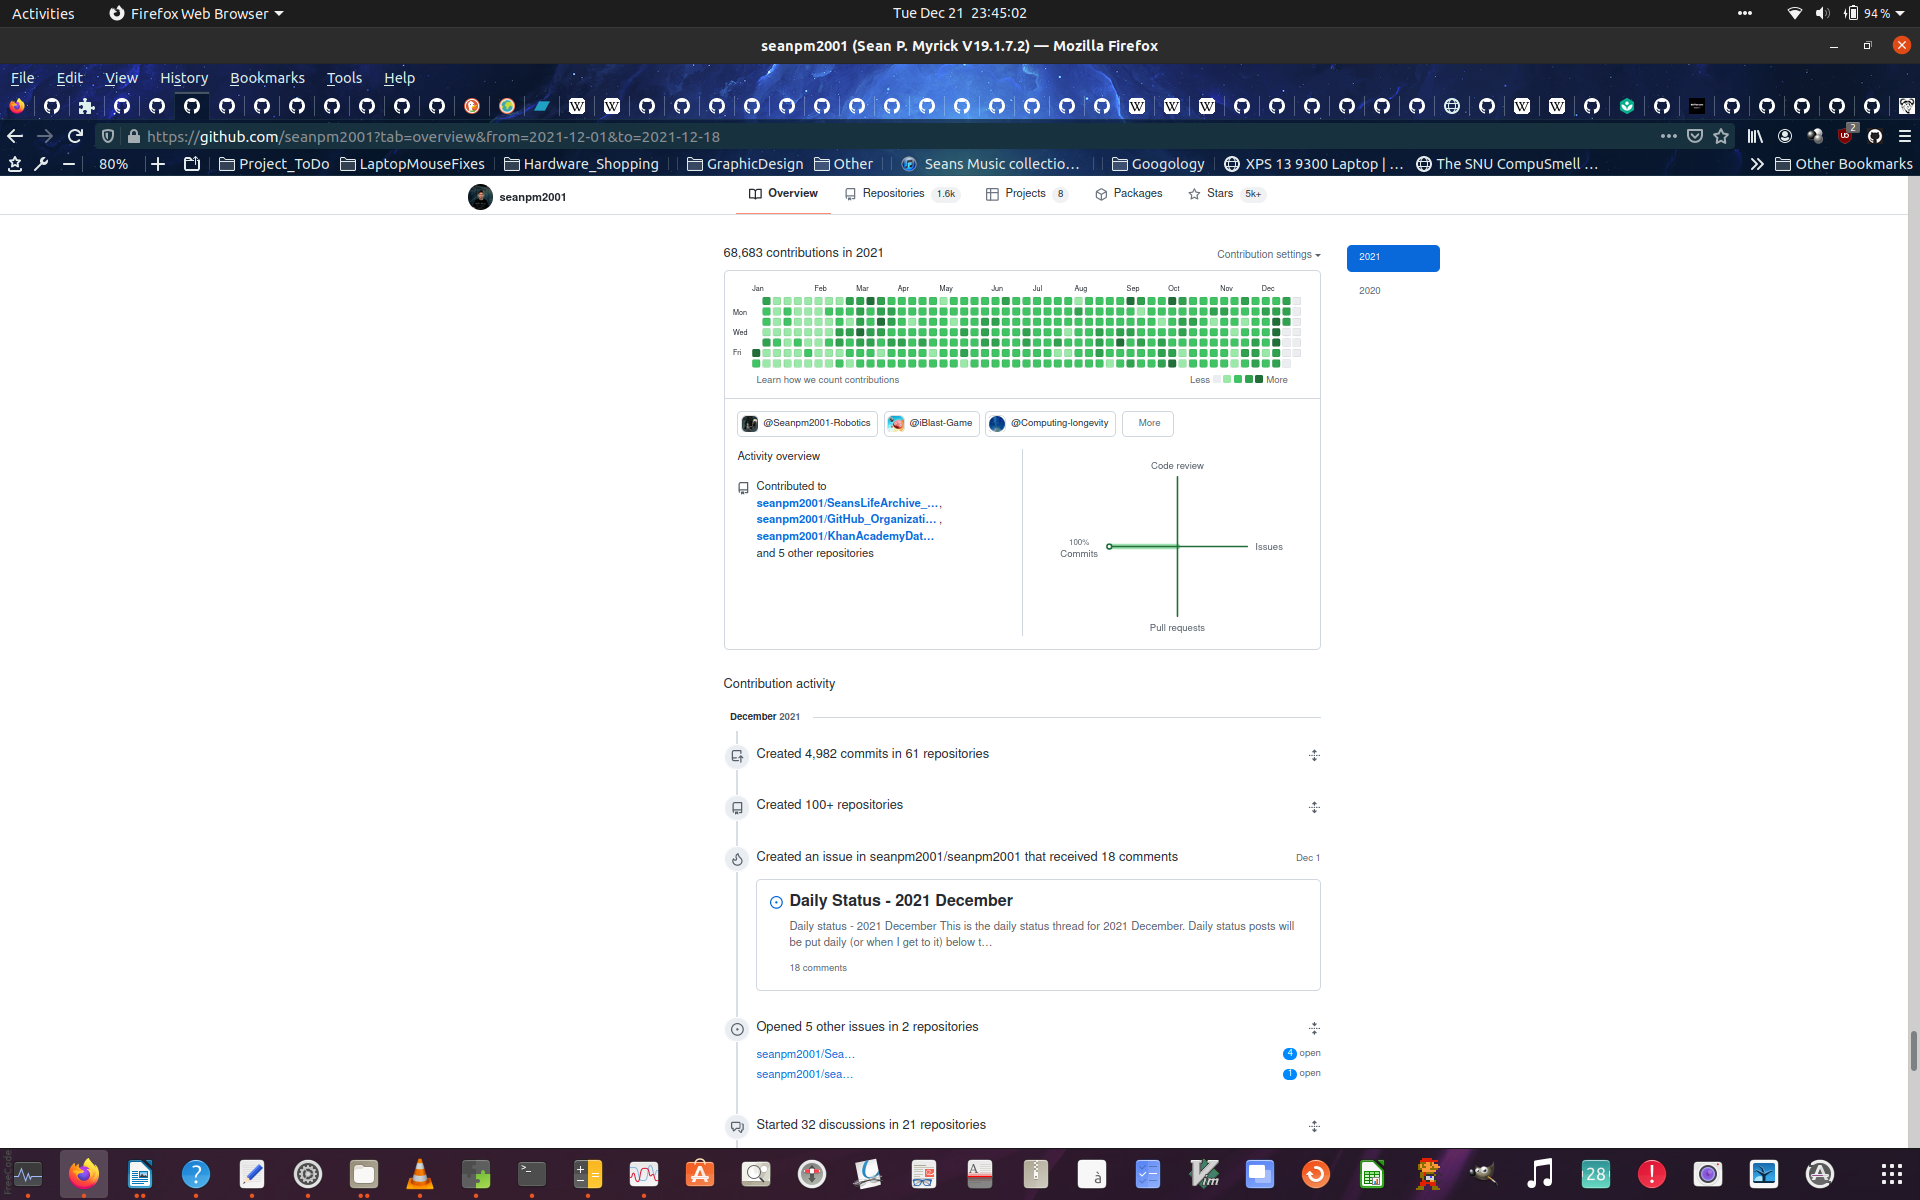 Activities
Firefox Web Browser
Tue Dec 21 23:45:02
94 %
seanpm2001 (Sean P. Myrick V19.1.7.2) — Mozilla Firefox
File Edit View History Bookmarks Tools Help
https://github.com/seanpm2001?tab=overview&from=2021-12-01&to=2021-12-18
2
80%
Project_ToDo
LaptopMouseFixes
Hardware_Shopping
GraphicDesign
Other
Seans Music collectio…
Googology
XPS 13 9300 Laptop | …
The SNU CompuSmell …
Other Bookmarks
seanpm2001
Overview
Repositories 1.6k
Projects 8
Packages
Stars 5k+
68,683 contributions in 2021
Contribution settings
2021
2020
Jan Feb Mar Apr May Jun Jul Aug Sep Oct Nov Dec
Mon
Wed
Fri
Learn how we count contributions
Less More
@Seanpm2001-Robotics
@iBlast-Game
@Computing-longevity
More
Activity overview
Contributed to
seanpm2001/SeansLifeArchive_…,
seanpm2001/GitHub_Organizati… ,
seanpm2001/KhanAcademyDat…
and 5 other repositories
Code review
100%
Commits
Issues
Pull requests
Contribution activity
December 2021
Created 4,982 commits in 61 repositories
Created 100+ repositories
Created an issue in seanpm2001/seanpm2001 that received 18 comments
Dec 1
Daily Status - 2021 December
Daily status - 2021 December This is the daily status thread for 2021 December. Daily status posts will
be put daily (or when I get to it) below t…
18 comments
Opened 5 other issues in 2 repositories
seanpm2001/Sea…
4 open
seanpm2001/sea…
1 open
Started 32 discussions in 21 repositories
28